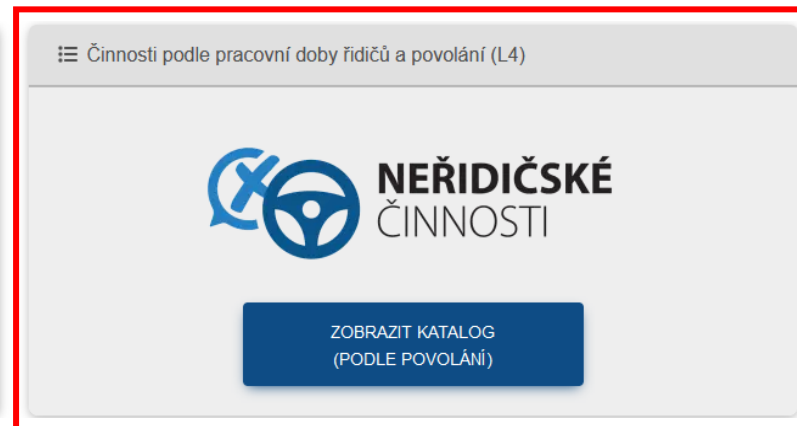 Činnosti podle pracovní doby řidičů a povolání (L4)
NEŘIDIČSKÉ
ČINNOSTI
ZOBRAZIT KATALOG
(PODLE POVOLÁNÍ)